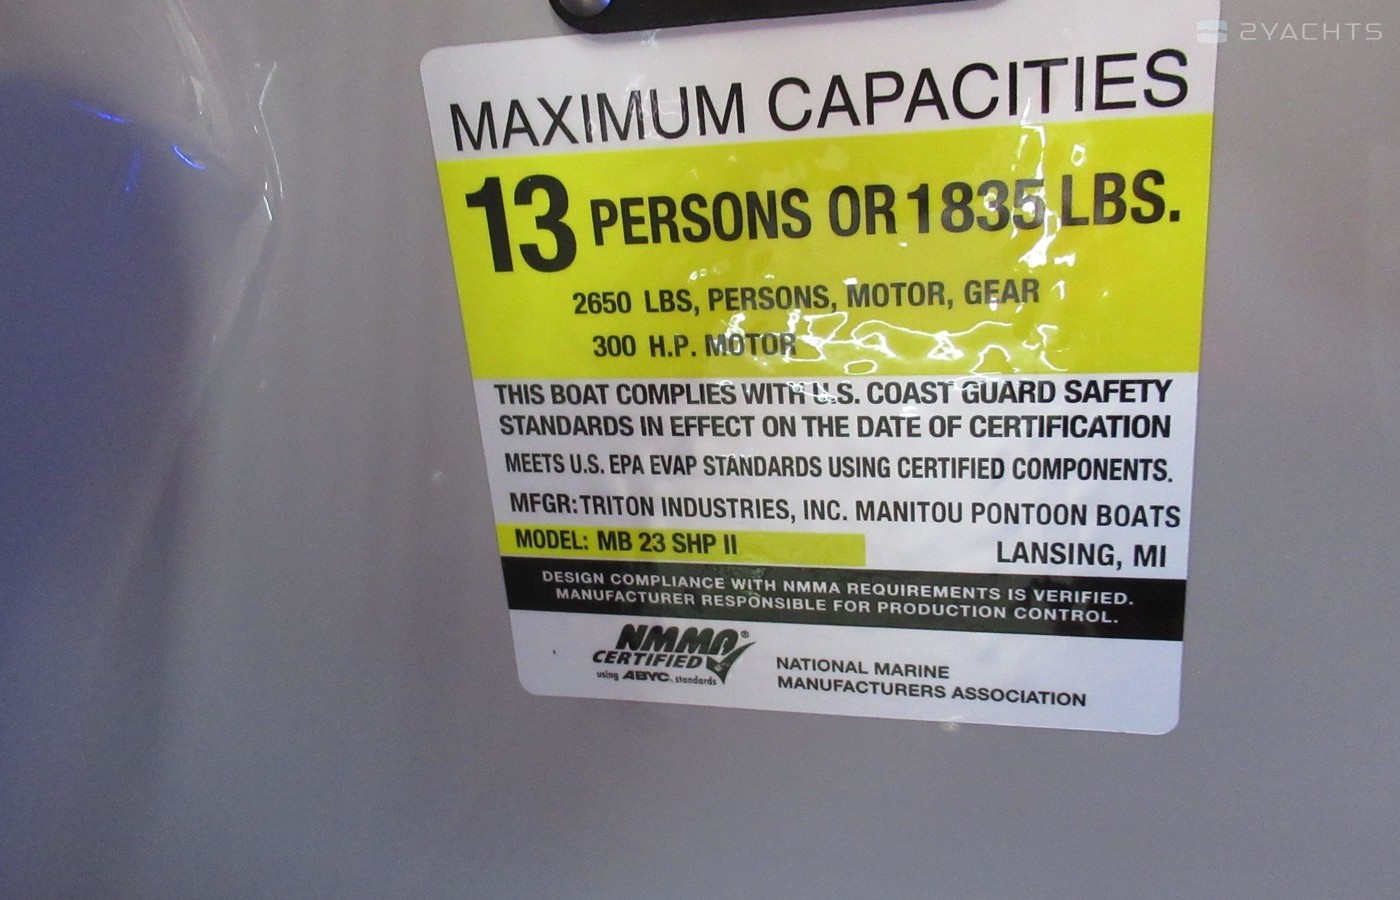 2YACHTS
MAXIMUM CAPACITIES
13 PERSONS OR 1835 LBS.
2650 LBS, PERSONS, MOTOR, GEAR
300 H.P. MOTOR
THIS BOAT COMPLIES WITH U.S. COAST GUARD SAFETY
STANDARDS IN EFFECT ON THE DATE OF CERTIFICATION
MEETS U.S. EPA EVAP STANDARDS USING CERTIFIED COMPONENTS.
MFGR: TRITON INDUSTRIES, INC. MANITOU PONTOON BOATS
MODEL: MB 23 SHP II LANSING, MI
DESIGN COMPLIANCE WITH NMMA REQUIREMENTS IS VERIFIED.
MANUFACTURER RESPONSIBLE FOR PRODUCTION CONTROL.
NMMA®
CERTIFIED
using ABYC standards
NATIONAL MARINE
MANUFACTURERS ASSOCIATION